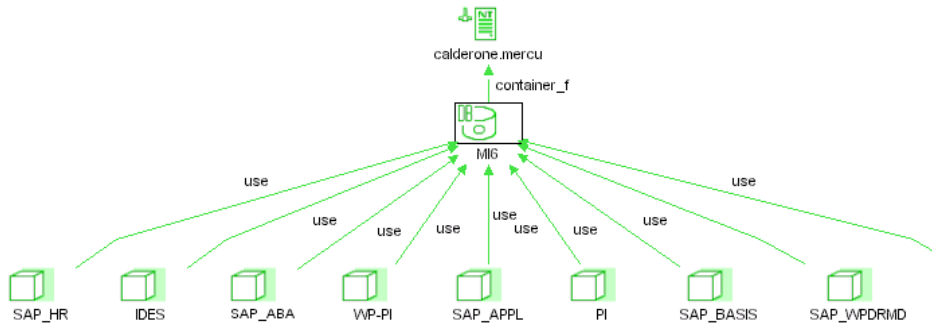 NT
calderone.mercu
container_f
MI6
use
use
use
use
use
use
use
use
use
SAP_HR IDES SAP_ABA WP-PI SAP_APPL PI SAP_BASIS SAP_WPDRMD